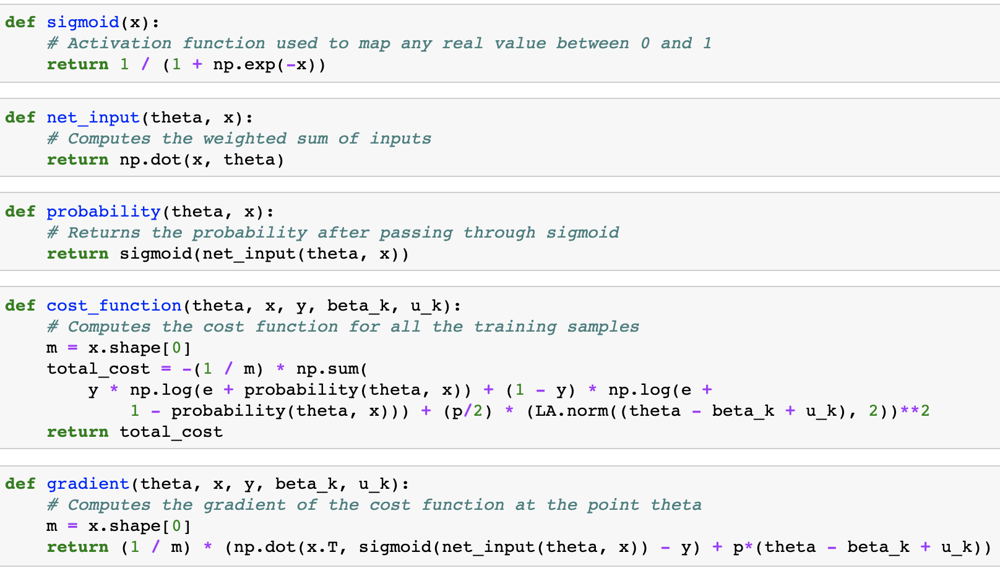 def sigmoid(x):
    # Activation function used to map any real value between 0 and 1
    return 1 / (1 + np.exp(-x))
def net_input(theta, x):
    # Computes the weighted sum of inputs
    return np.dot(x, theta)
def probability(theta, x):
    # Returns the probability after passing through sigmoid
    return sigmoid(net_input(theta, x))
def cost_function(theta, x, y, beta_k, u_k):
    # Computes the cost function for all the training samples
    m = x.shape[0]
    total_cost = -(1 / m) * np.sum(
        y * np.log(e + probability(theta, x)) + (1 - y) * np.log(e +
            1 - probability(theta, x))) + (p/2) * (LA.norm((theta - beta_k + u_k), 2))**2
    return total_cost
def gradient(theta, x, y, beta_k, u_k):
    # Computes the gradient of the cost function at the point theta
    m = x.shape[0]
    return (1 / m) * (np.dot(x.T, sigmoid(net_input(theta, x)) - y) + p*(theta - beta_k + u_k))